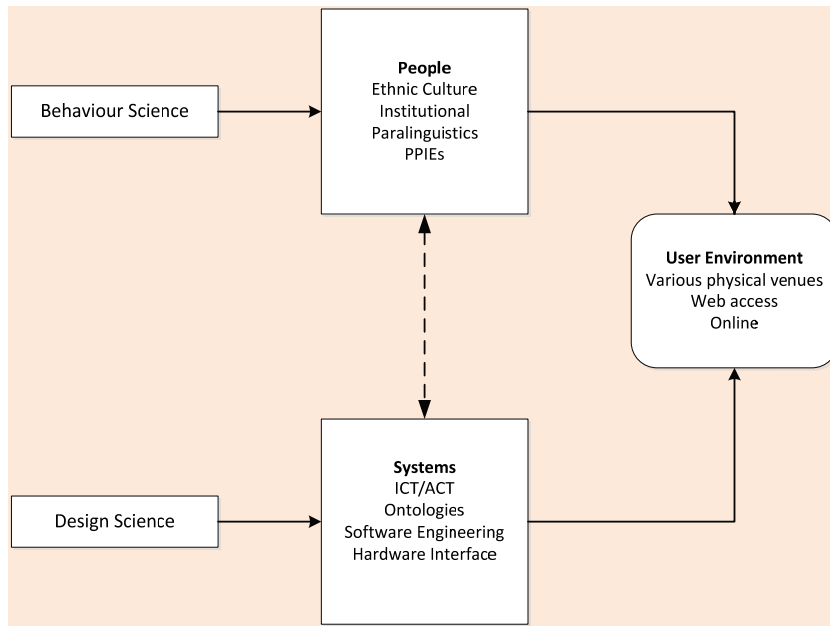 Behaviour Science
People
Ethnic Culture
Institutional
Paralinguistics
PPIEs
User Environment
Various physical venues
Web access
Online
Design Science
Systems
ICT/ACT
Ontologies
Software Engineering
Hardware Interface